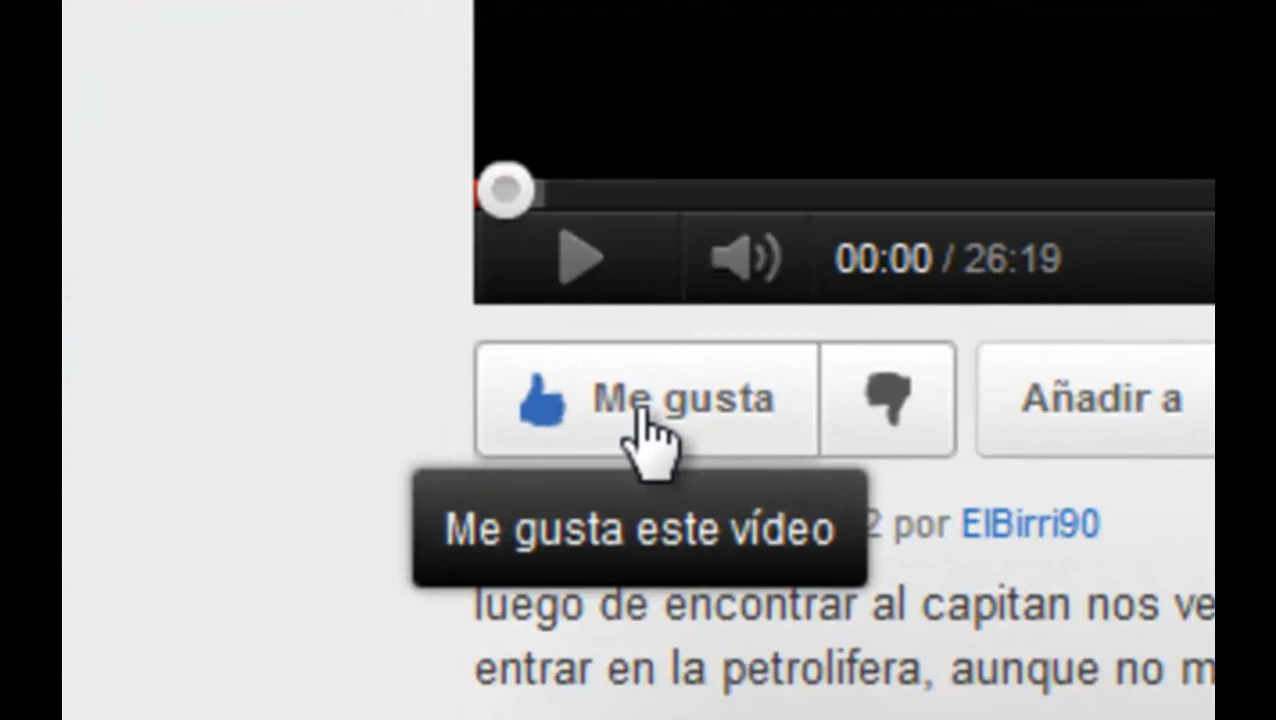 00:00 / 26:19
Me gusta
Añadir a
Me gusta este vídeo
2 por ElBirri90
luego de encontrar al capitan nos ve
entrar en la petrolifera, aunque no m